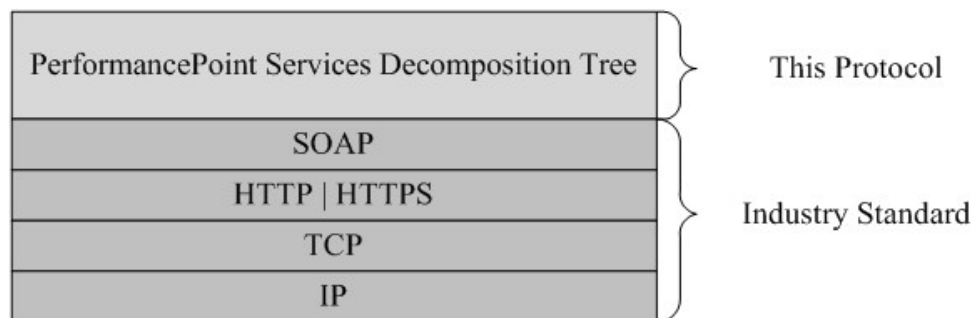 PerformancePoint Services Decomposition Tree
This Protocol
SOAP
HTTP | HTTPS
TCP
IP
Industry Standard